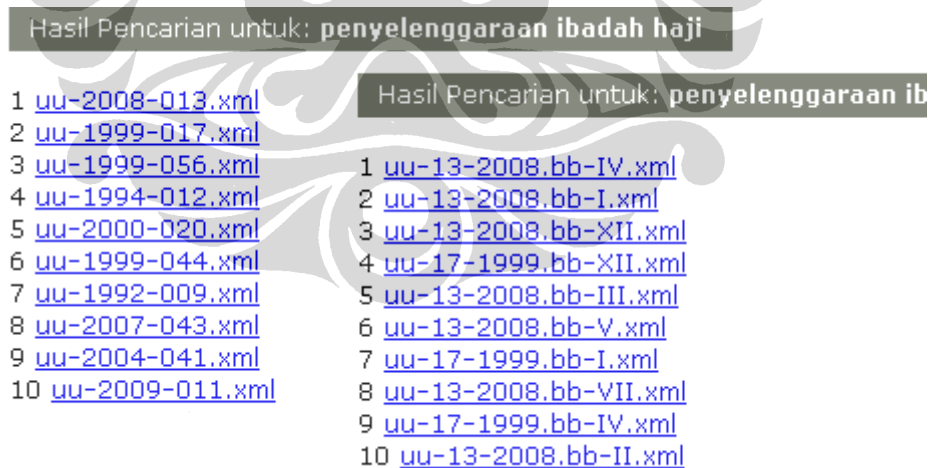 Hasil Pencarian untuk: penyelenggaraan ibadah haji
1 uu-2008-013.xml
2 uu-1999-017.xml
3 uu-1999-056.xml
4 uu-1994-012.xml
5 uu-2000-020.xml
6 uu-1999-044.xml
7 uu-1992-009.xml
8 uu-2007-043.xml
9 uu-2004-041.xml
10 uu-2009-011.xml
Hasil Pencarian untuk: penyelenggaraan ib
1 uu-13-2008.bb-IV.xml
2 uu-13-2008.bb-I.xml
3 uu-13-2008.bb-XII.xml
4 uu-17-1999.bb-XII.xml
5 uu-13-2008.bb-III.xml
6 uu-13-2008.bb-V.xml
7 uu-17-1999.bb-I.xml
8 uu-13-2008.bb-VII.xml
9 uu-17-1999.bb-IV.xml
10 uu-13-2008.bb-II.xml